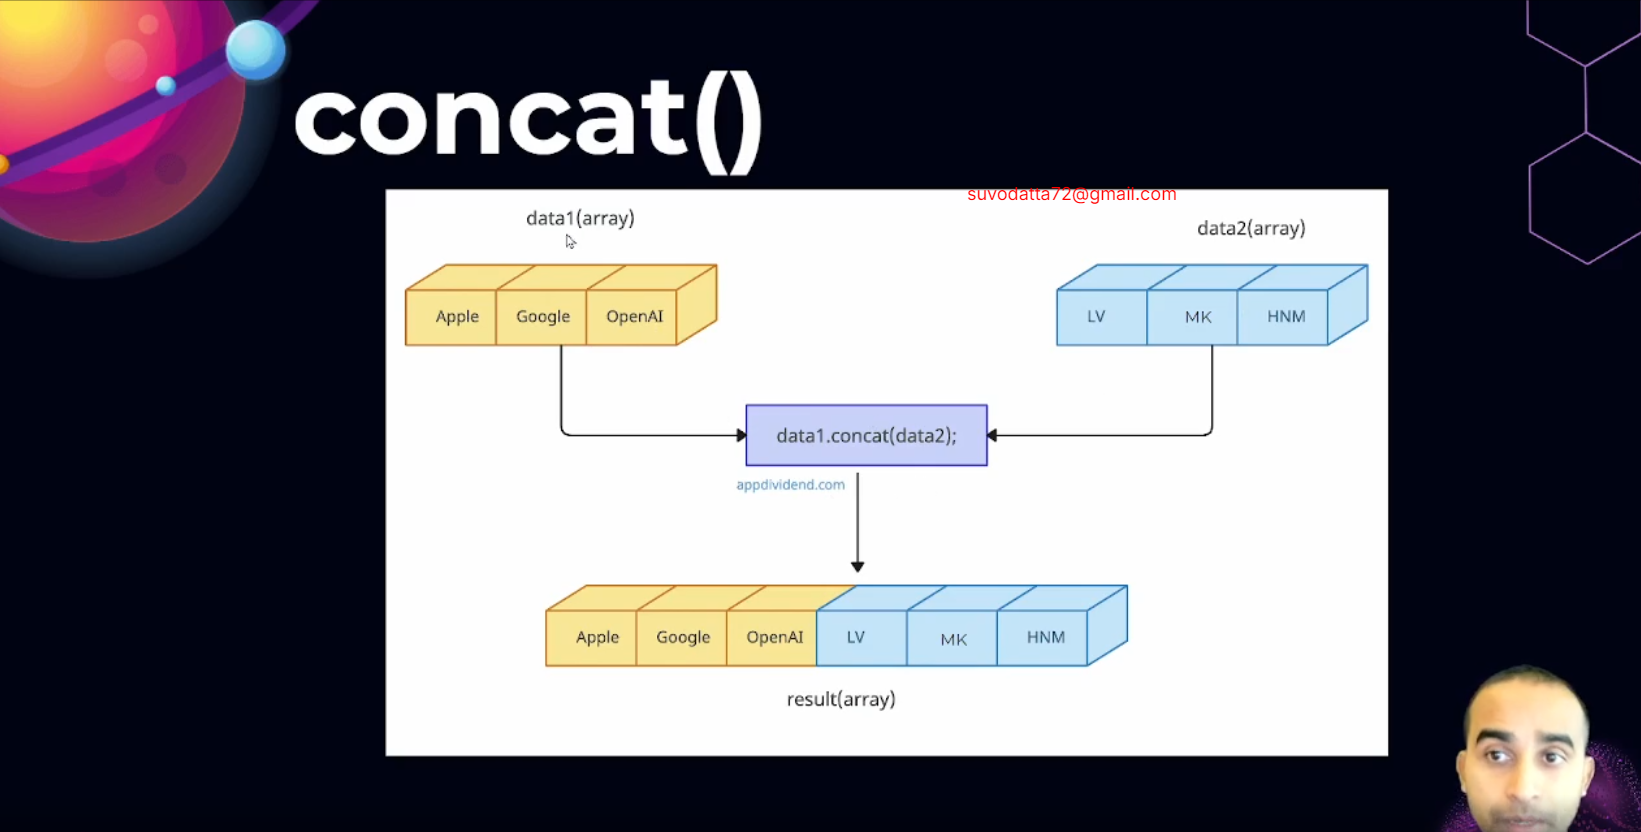 concat()
suvodatta72@gmail.com
data1(array)
data2(array)
Apple Google OpenAI
LV MK HNM
data1.concat(data2);
appdividend.com
Apple Google OpenAI LV MK HNM
result(array)